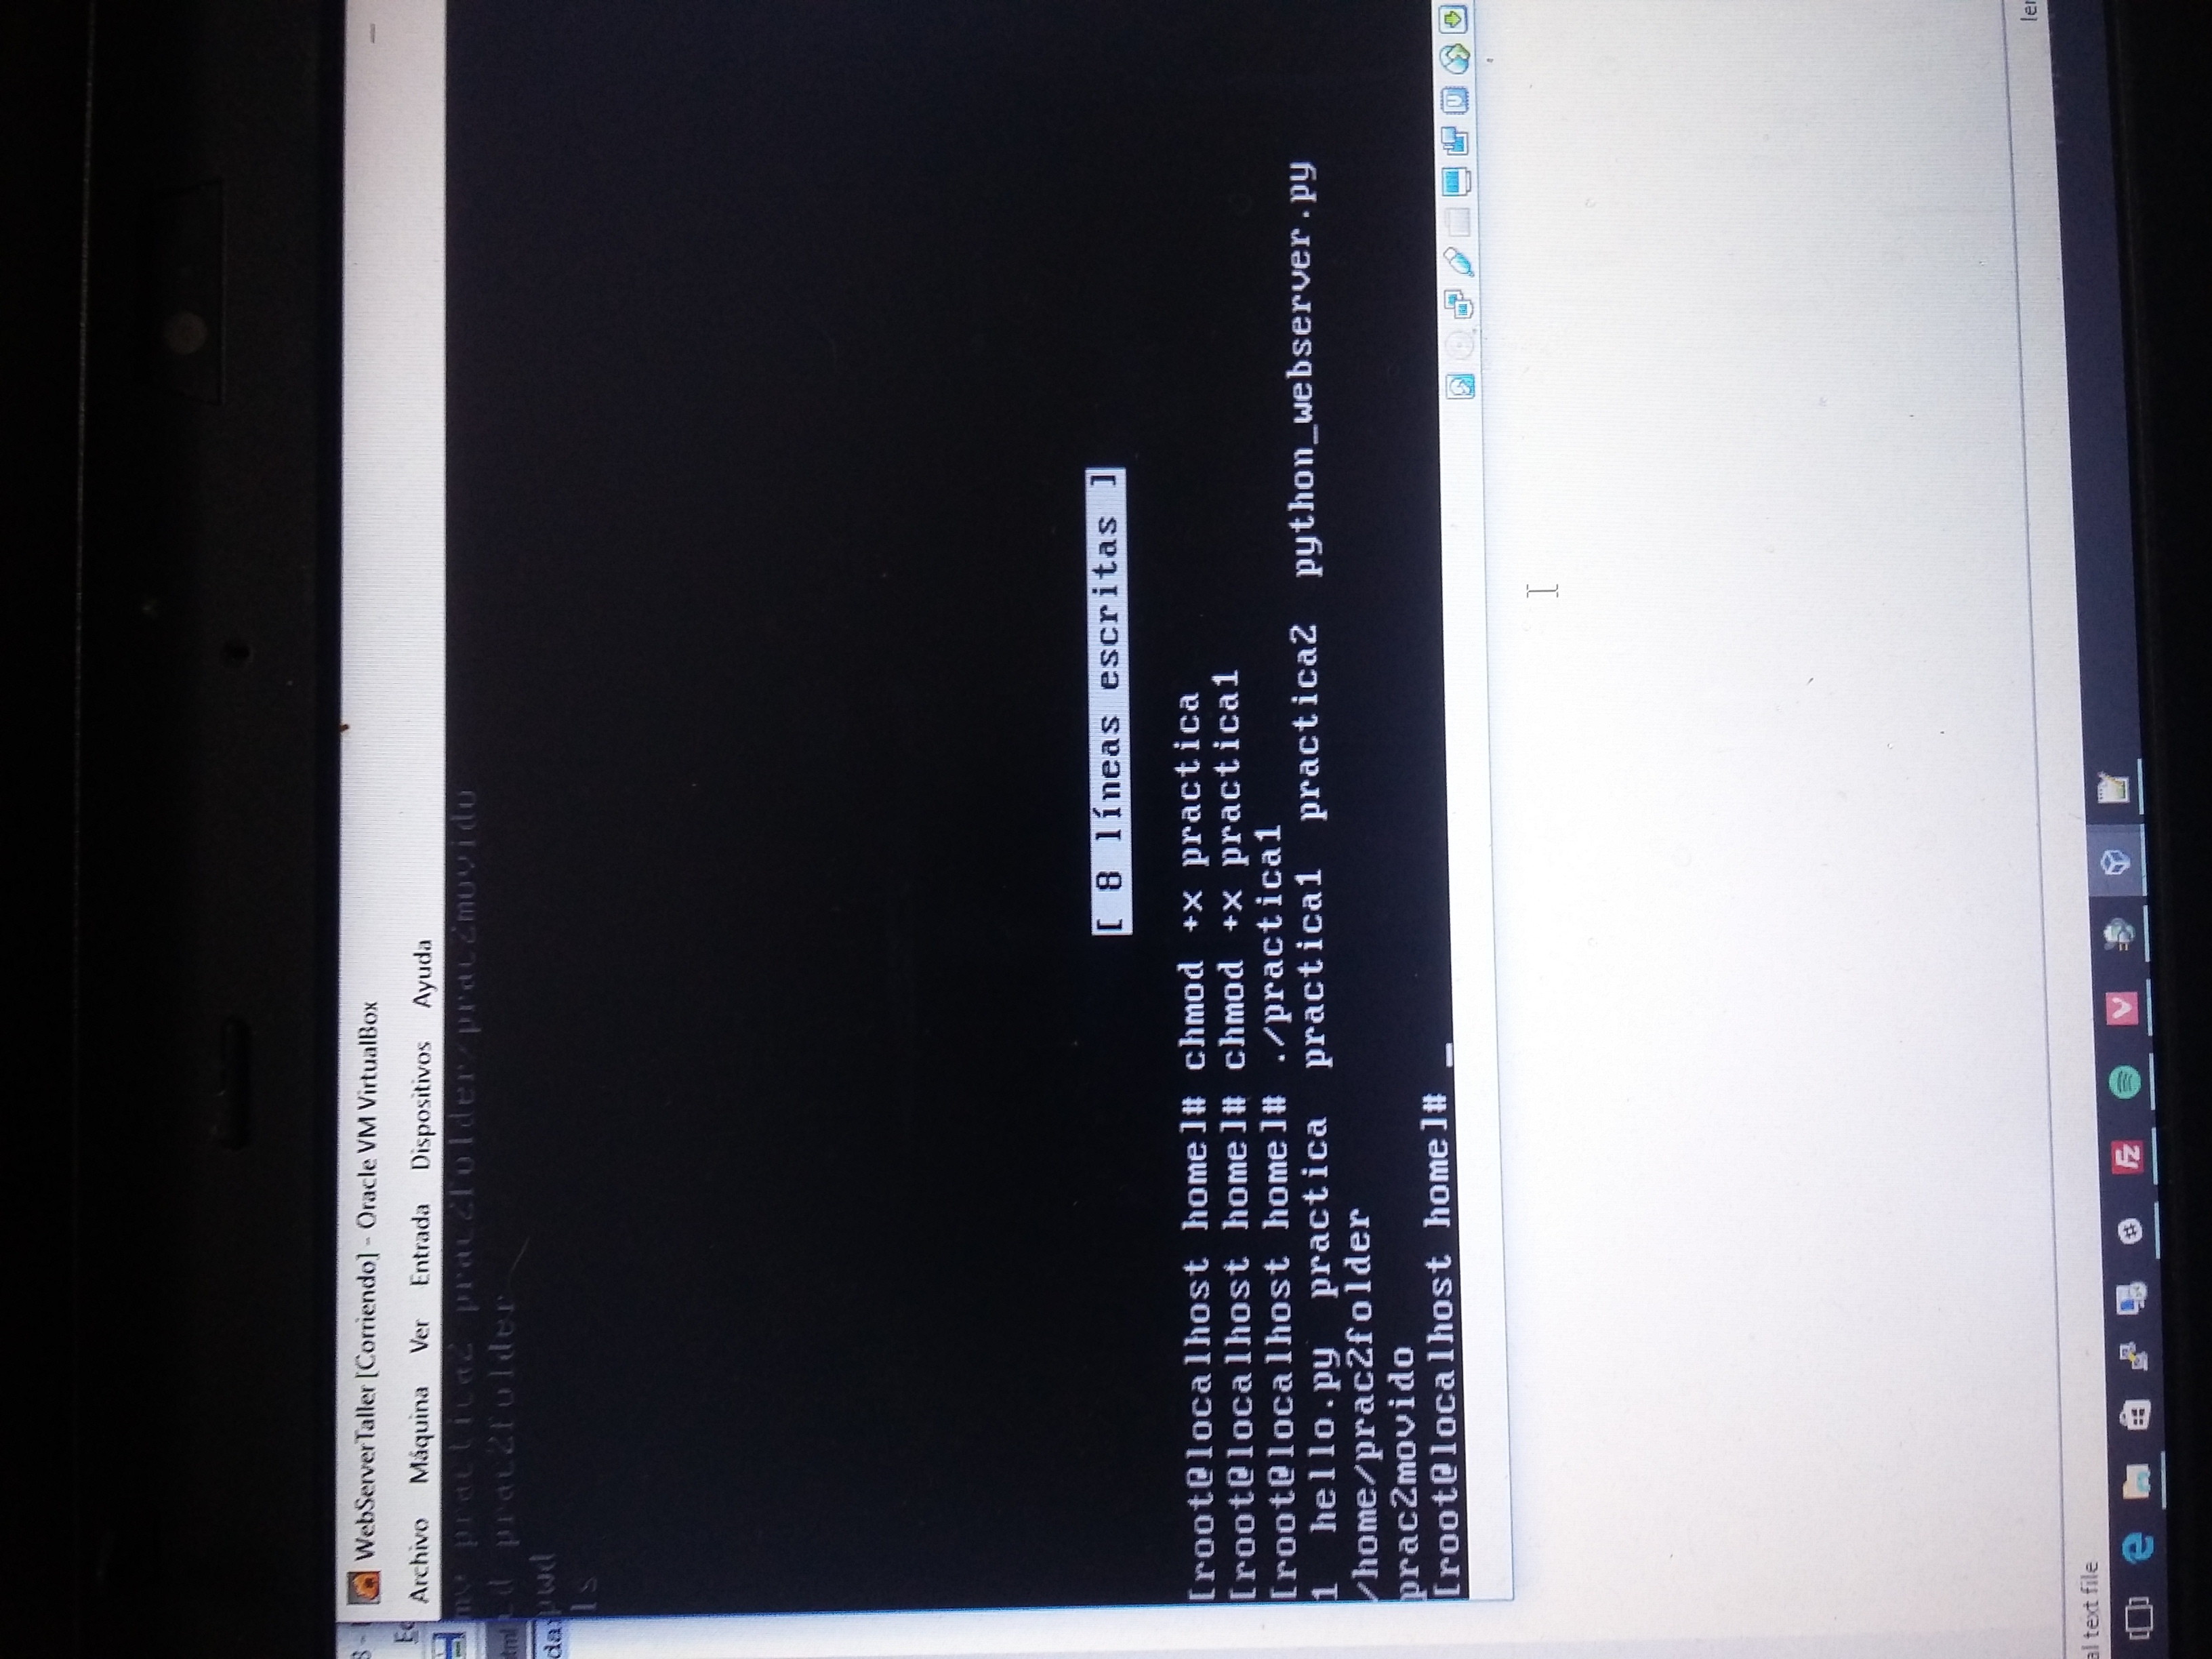 8 -
WebServerTaller [Corriendo] - Oracle VM VirtualBox
Archivo Máquina Ver Entrada Dispositivos Ayuda
mv practica2 prac2folder/prac2movido
cd prac2folder
pwd
ls
[ 8 líneas escritas ]
[root@localhost home]# chmod +x practica
[root@localhost home]# chmod +x practica1
[root@localhost home]# ./practica1
1 hello.py practica practica1 practica2 python_webserver.py
/home/prac2folder
prac2movido
[root@localhost home]# _
al text file